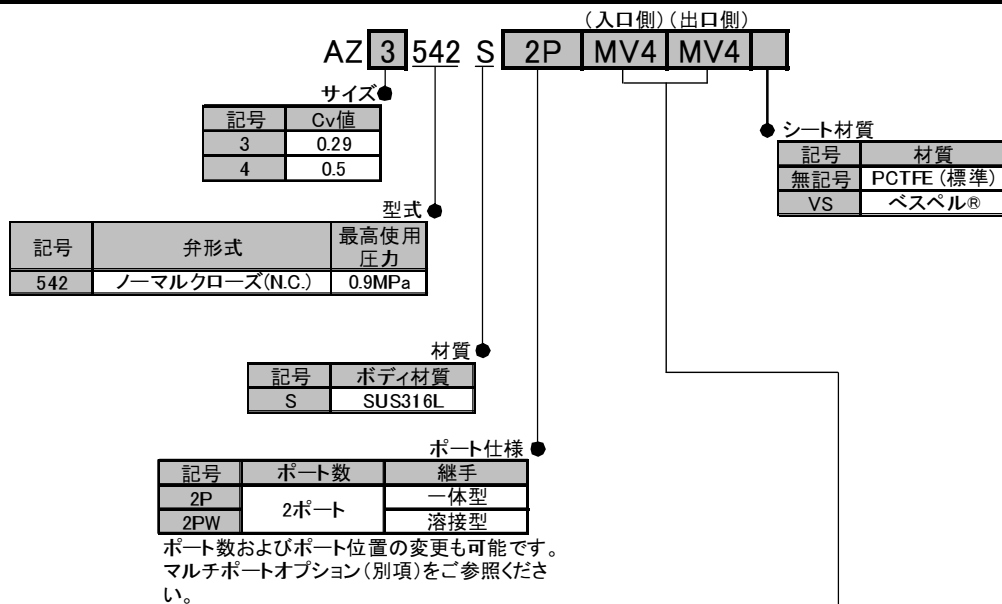 (入口側)(出口側)
AZ 3 542 S 2P MV4 MV4
サイズ
記号 Cv値
3 0.29
4 0.5
シート材質
記号 材質
無記号 PCTFE(標準)
VS ベスペル®
型式
記号 弁形式 最高使用圧力
542 ノーマルクローズ(N.C.) 0.9MPa
材質
記号 ボディ材質
S SUS316L
ポート仕様
記号 ポート数 継手
2P 2ポート 一体型
2PW 溶接型
ポート数およびポート位置の変更も可能です。
マルチポートオプション(別項)をご参照くださ
い。